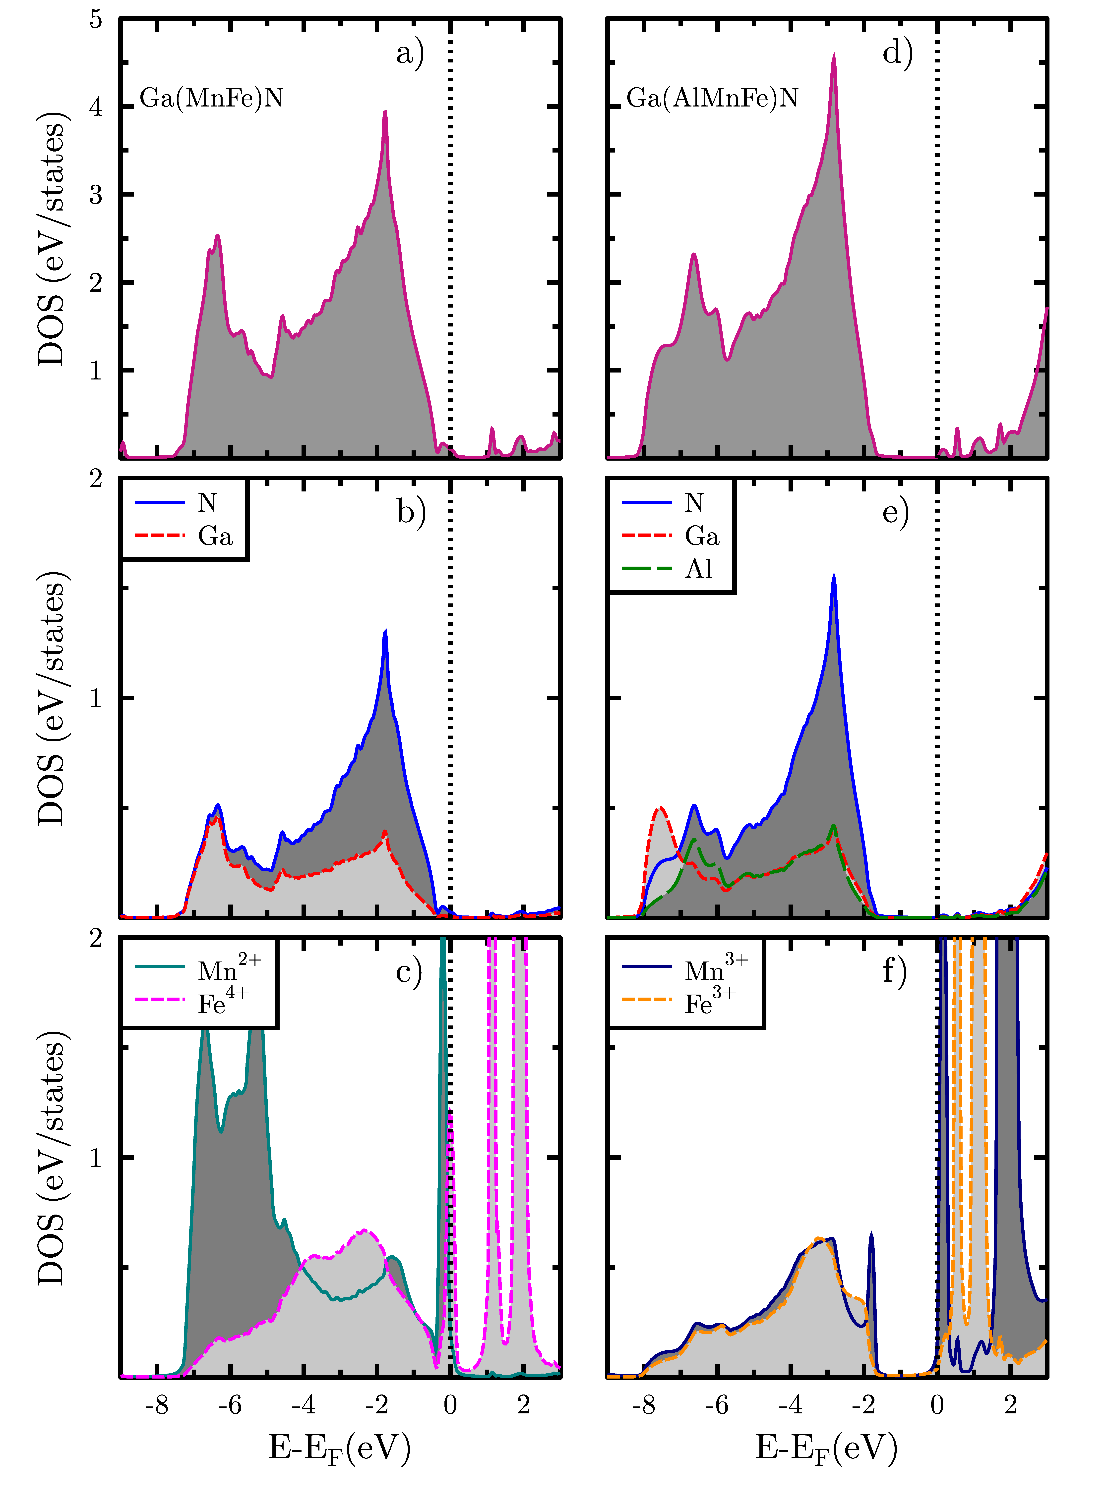 5
4
3
2
1
DOS (eV/states)
Ga(MnFe)N
a)
Ga(AlMnFe)N
d)
2
1
DOS (eV/states)
N
Ga
b)
N
Ga
Al
e)
2
1
DOS (eV/states)
Mn2+
Fe4+
c)
Mn3+
Fe3+
f)
-8 -6 -4 -2 0 2
-8 -6 -4 -2 0 2
E-EF(eV)
E-EF(eV)